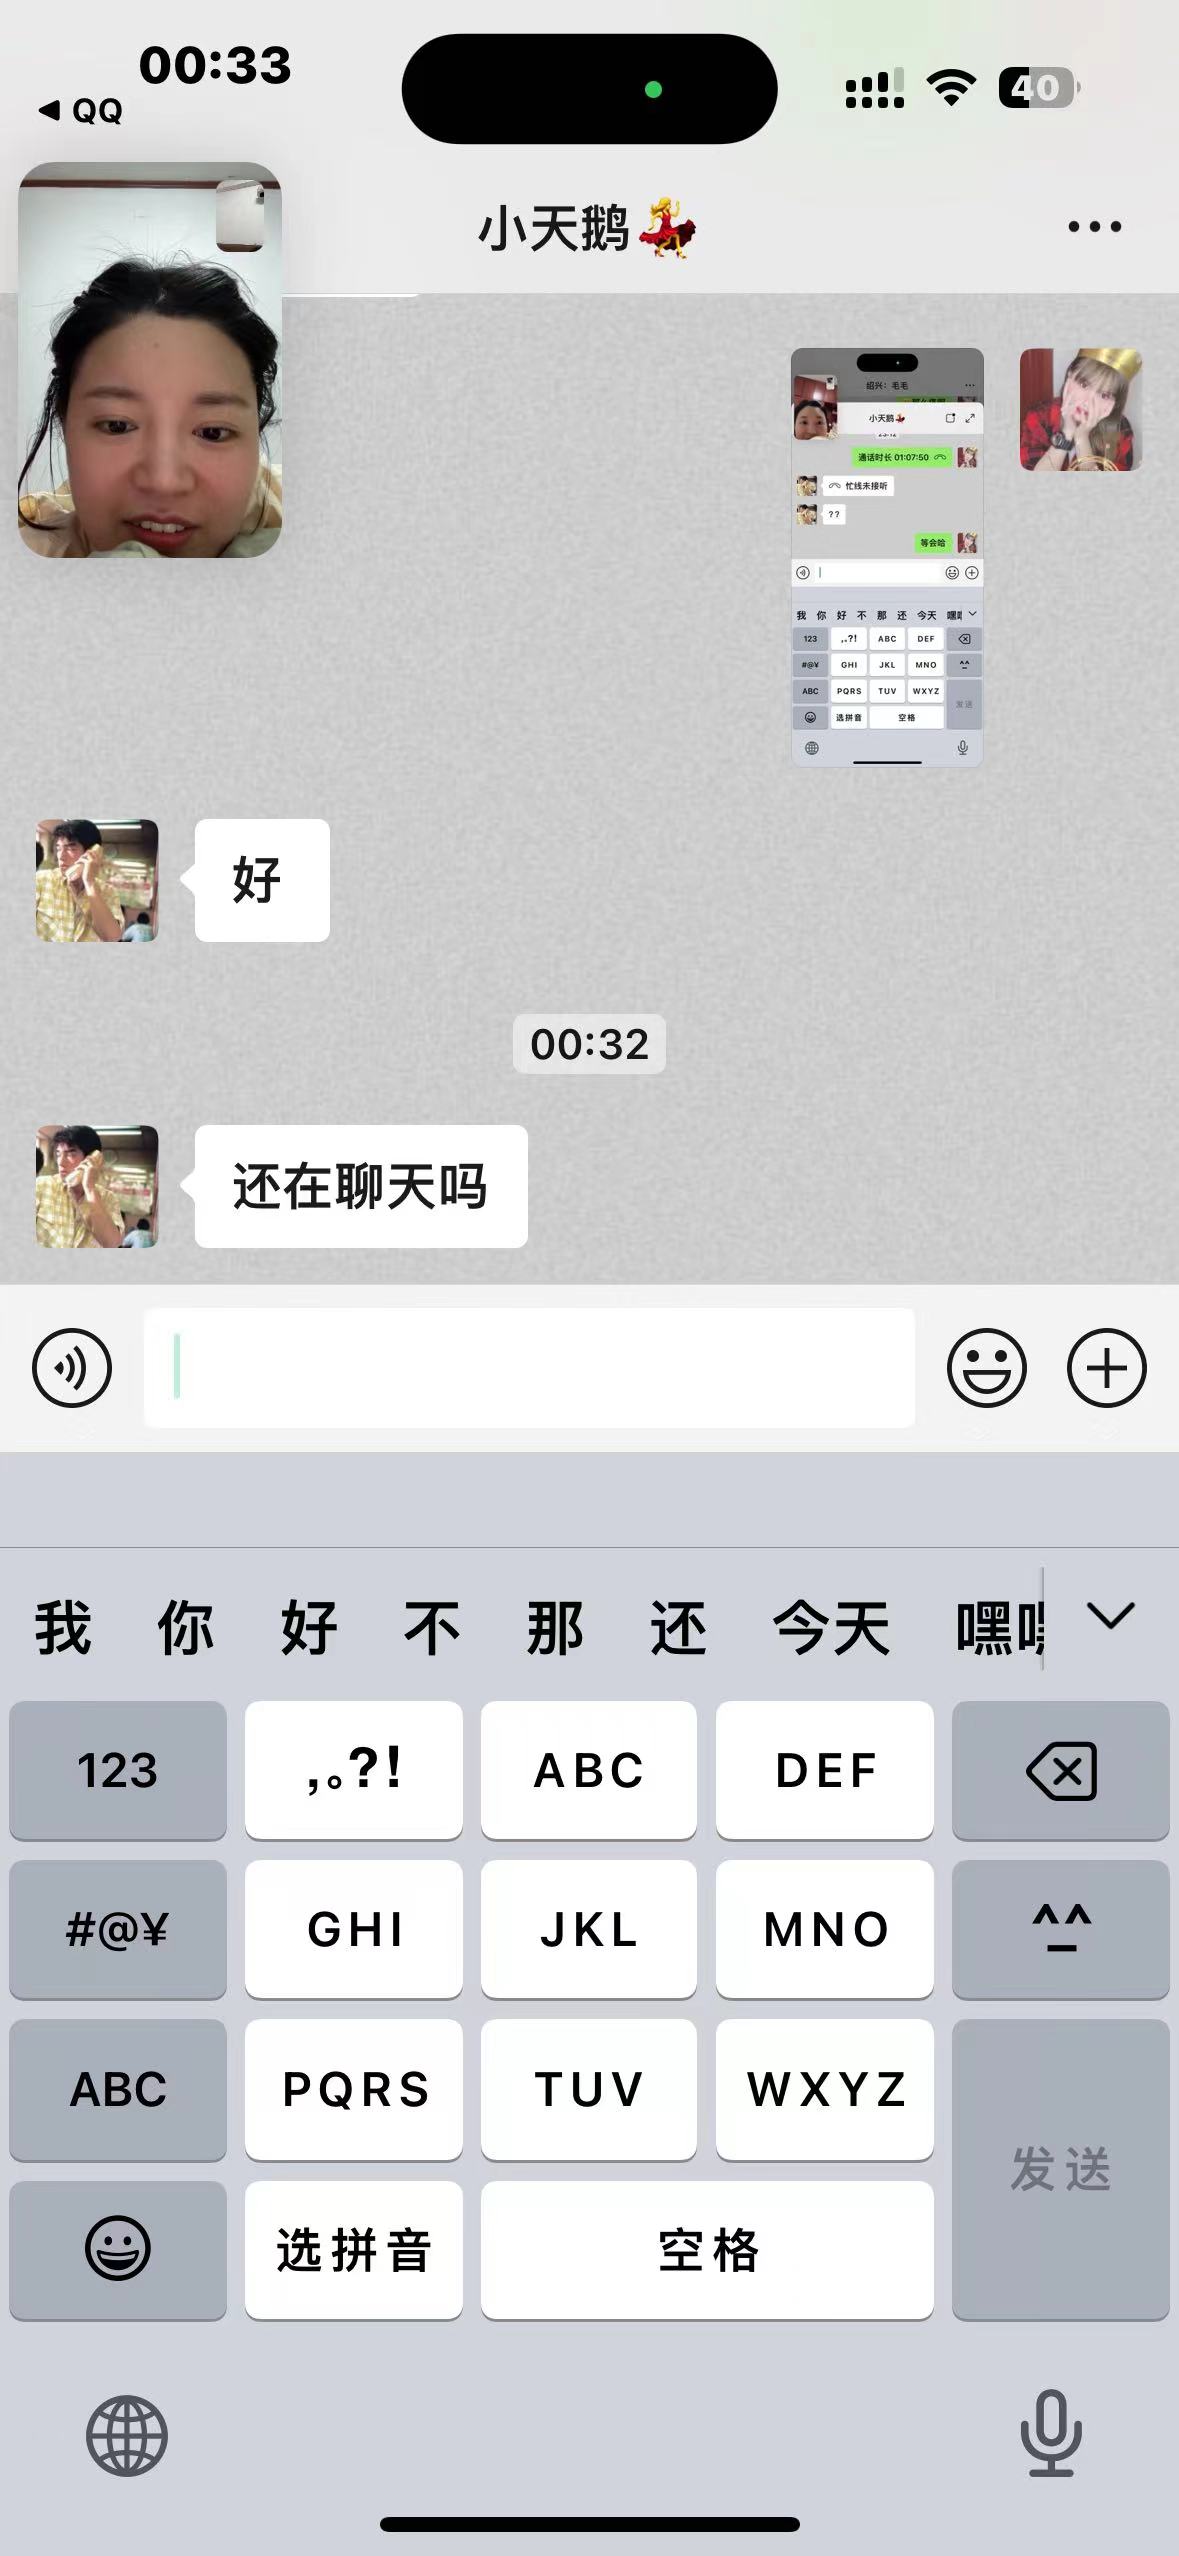 00:33
QQ
40
小天鹅💃
绍兴：毛毛
小天鹅💃
通话时长 01:07:50
忙线未接听
??
等会哈
我 你 好 不 那 还 今天
123 ,。?! ABC DEF
#@¥ GHI JKL MNO ^^
ABC PQRS TUV WXYZ
发送
选拼音 空格
好
00:32
还在聊天吗
我 你 好 不 那 还 今天 嘿嘿
123 ,。?! ABC DEF
#@¥ GHI JKL MNO ^^
ABC PQRS TUV WXYZ
发送
选拼音 空格